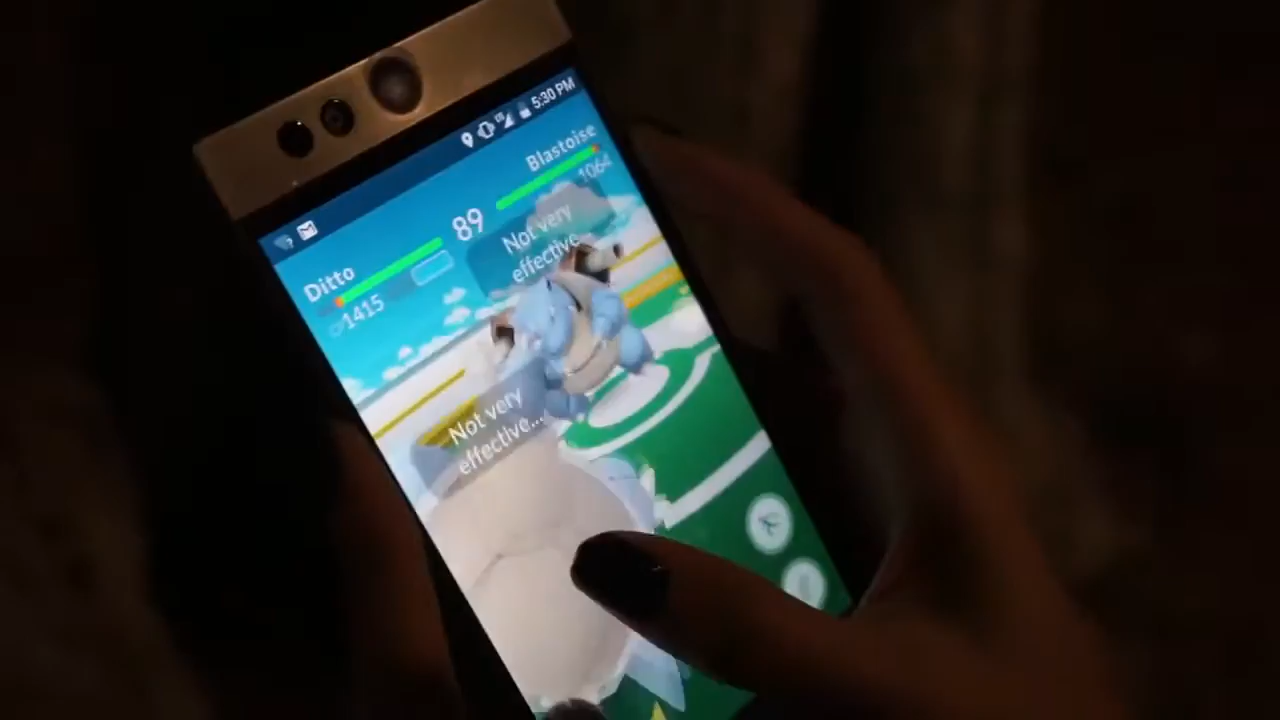 5:30 PM
Blastoise
1064
89
Ditto
1415
Not very
effective...
Not very
effective...